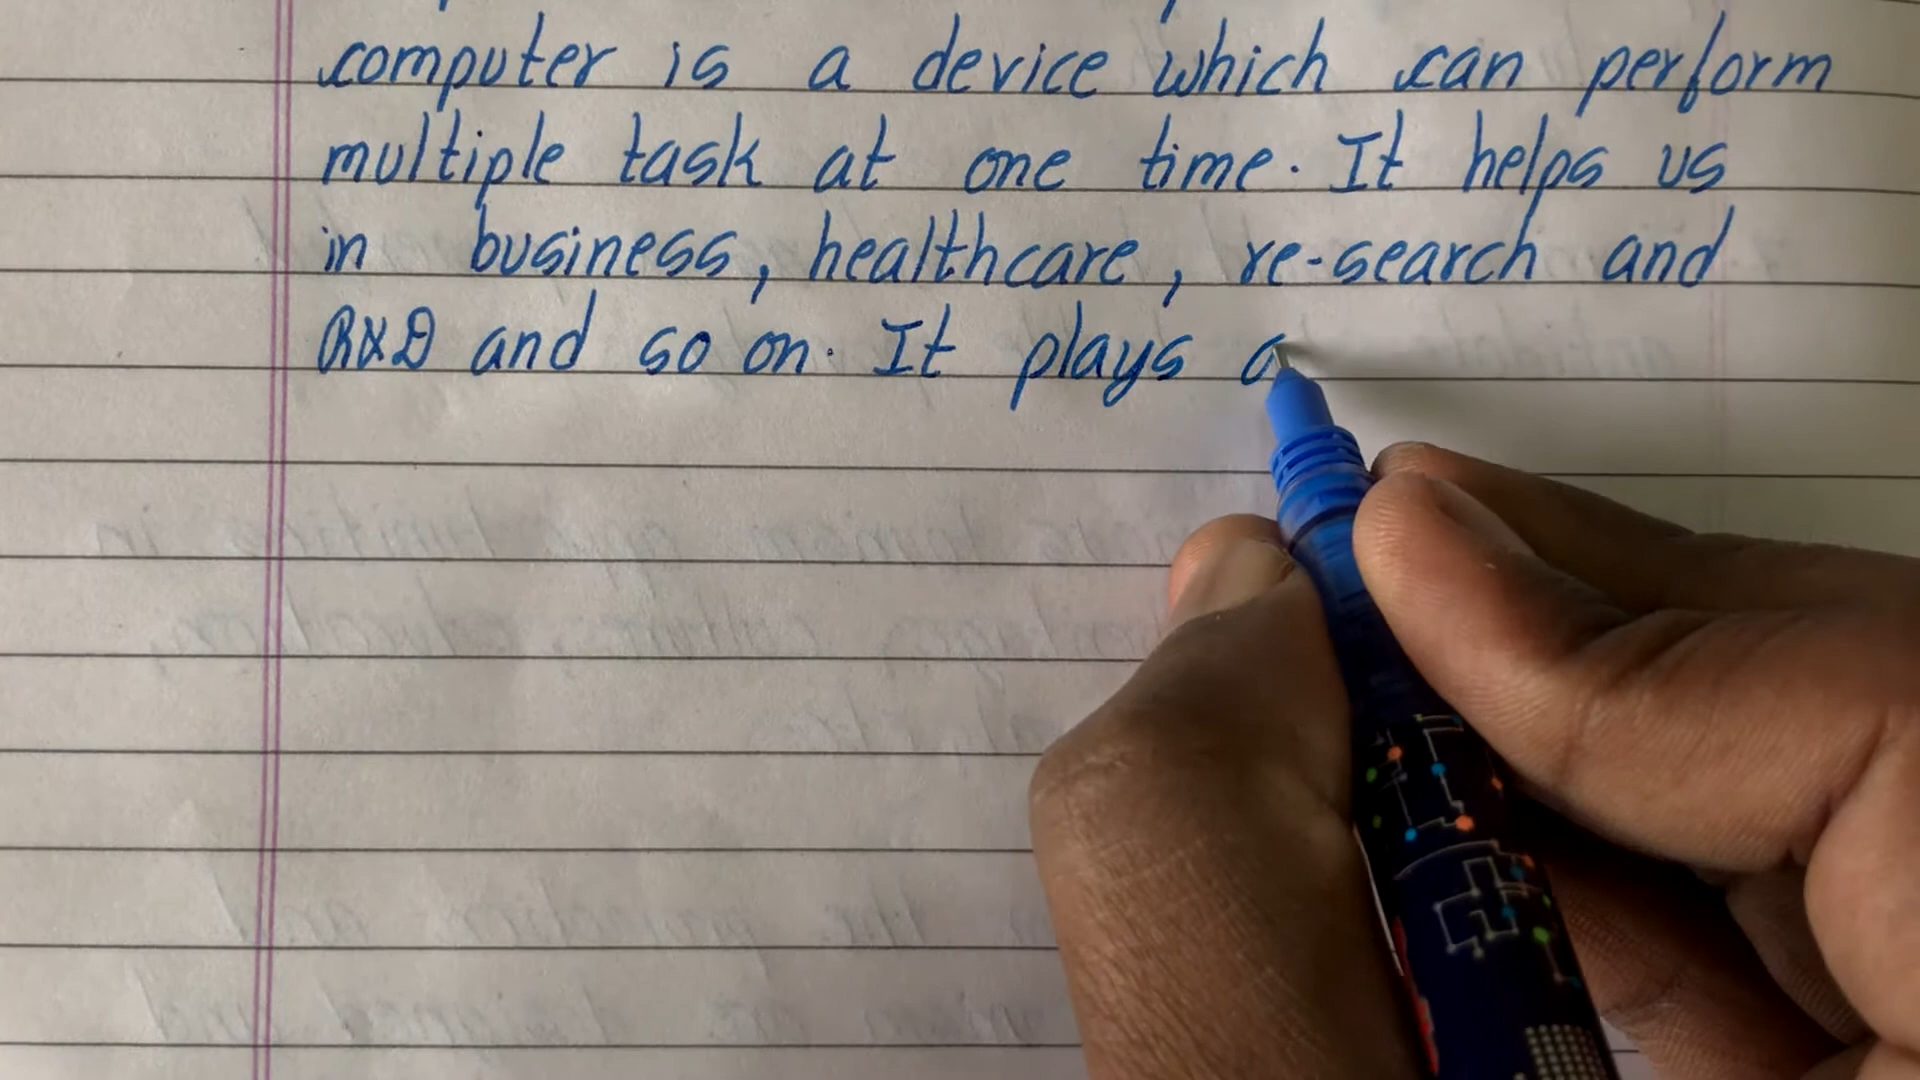 computer is a device which can perform
multiple task at one time. It helps us
in business, healthcare, re-search and
R&D and so on. It plays a